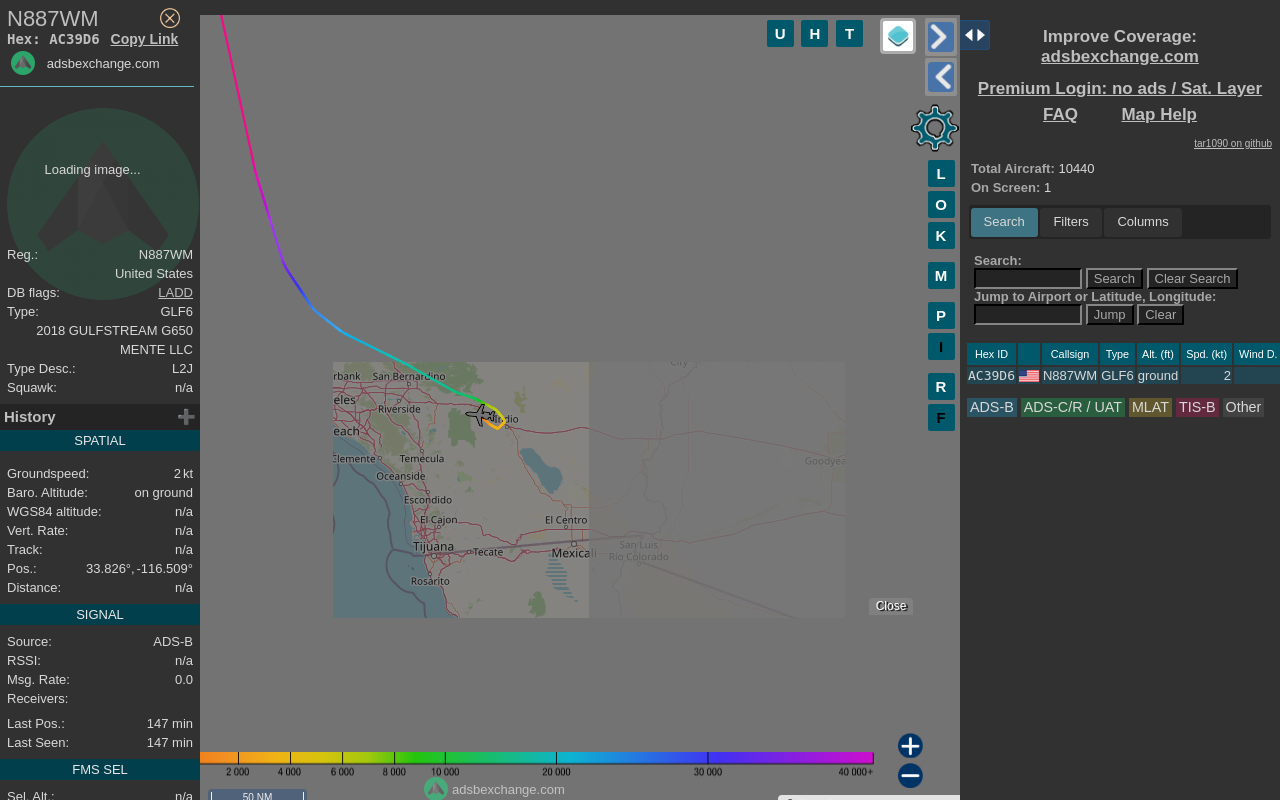 N887WM
Hex: AC39D6 Copy Link
adsbexchange.com
Loading image...
Reg.: N887WM
United States
DB flags: LADD
Type: GLF6
2018 GULFSTREAM G650
MENTE LLC
Type Desc.: L2J
Squawk: n/a
History
SPATIAL
Groundspeed: 2 kt
Baro. Altitude: on ground
WGS84 altitude: n/a
Vert. Rate: n/a
Track: n/a
Pos.: 33.826°, -116.509°
Distance: n/a
SIGNAL
Source: ADS-B
RSSI: n/a
Msg. Rate: 0.0
Receivers:
Last Pos.: 147 min
Last Seen: 147 min
FMS SEL
Sel. Alt.: n/a
U H T
L
O
K
M
P
I
R
F
City
rbank San Bernardino
eles
Riverside
ndio
each
Clemente Temecula
Goodyea
Oceanside
Escondido
El Cajon
El Centro
Tijuana
Tecate
Mexicali
San Luis
Río Colorado
Rosarito
Close
2 000 4 000 6 000 8 000 10 000 20 000 30 000 40 000+
adsbexchange.com
50 NM
Improve Coverage:
adsbexchange.com
Premium Login: no ads / Sat. Layer
FAQ Map Help
tar1090 on github
Total Aircraft: 10440
On Screen: 1
Search Filters Columns
Search:
Search Clear Search
Jump to Airport or Latitude, Longitude:
Jump Clear
Hex ID Callsign Type Alt. (ft) Spd. (kt) Wind D.
AC39D6 N887WM GLF6 ground 2
ADS-B ADS-C/R / UAT MLAT TIS-B Other